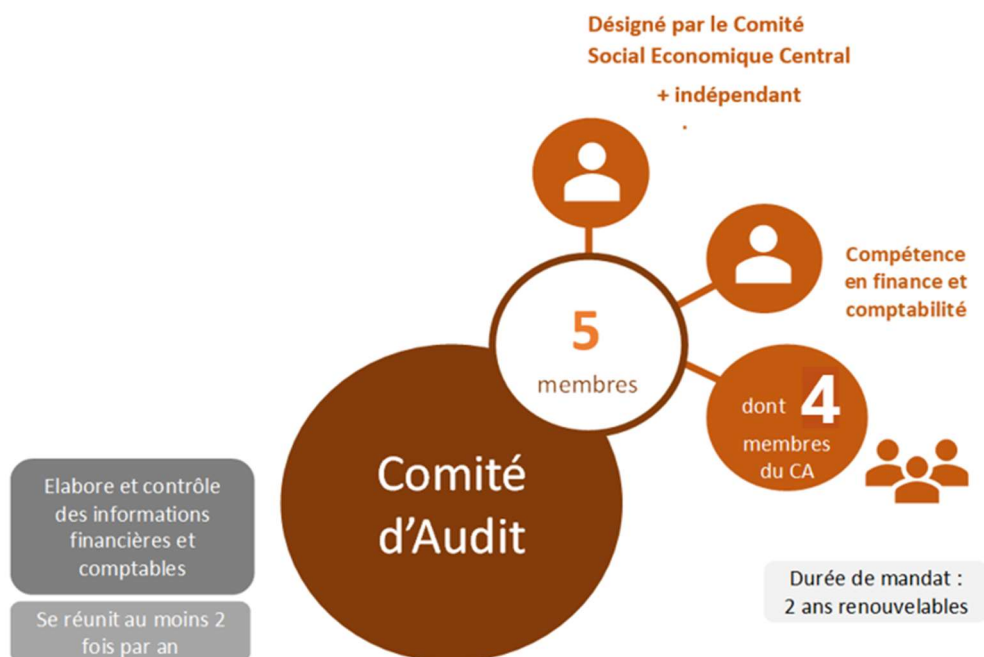 Désigné par le Comité
Social Economique Central
+ indépendant
.
5
membres
Compétence
en finance et
comptabilité
dont 4
membres
du CA
Comité
d'Audit
Elabore et contrôle
des informations
financières et
comptables
Se réunit au moins 2
fois par an
Durée de mandat :
2 ans renouvelables